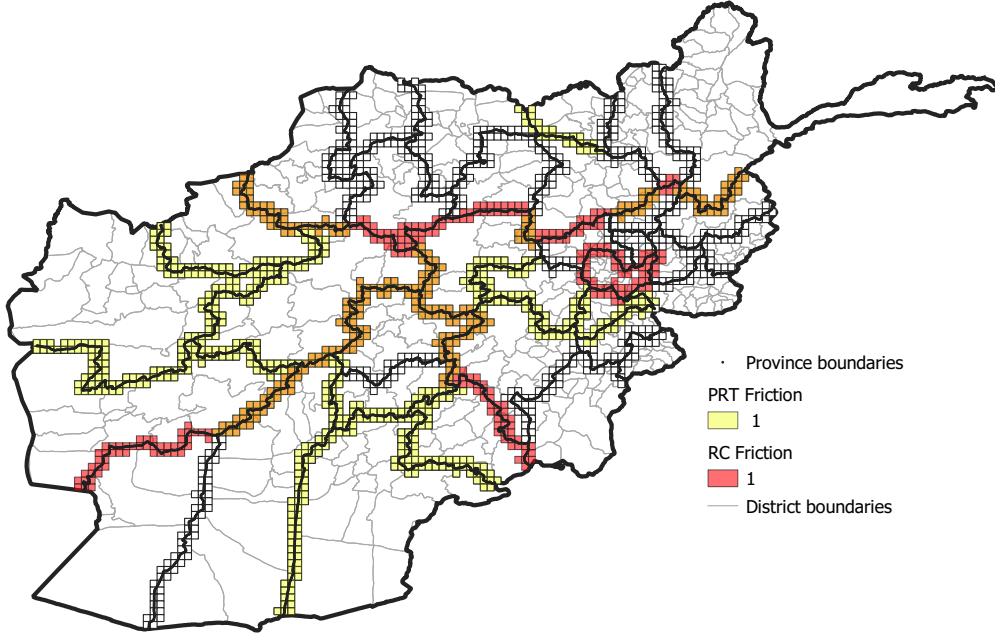 Province boundaries
PRT Friction
1
RC Friction
1
District boundaries